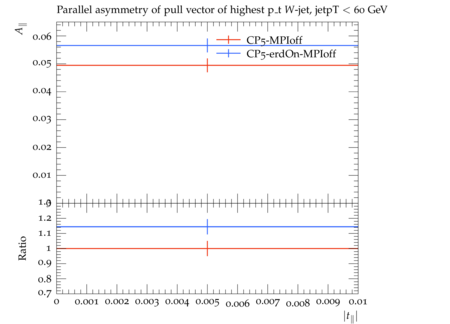 Parallel asymmetry of pull vector of highest p_t W-jet, jetpT < 60 GeV
A∥
0.06
0.05
0.04
0.03
0.02
0.01
CP5-MPIoff
CP5-erdOn-MPIoff
1.3
1.2
1.1
1
0.9
0.8
0.7
Ratio
0 0.001 0.002 0.003 0.004 0.005 0.006 0.007 0.008 0.009 0.01
|t∥|